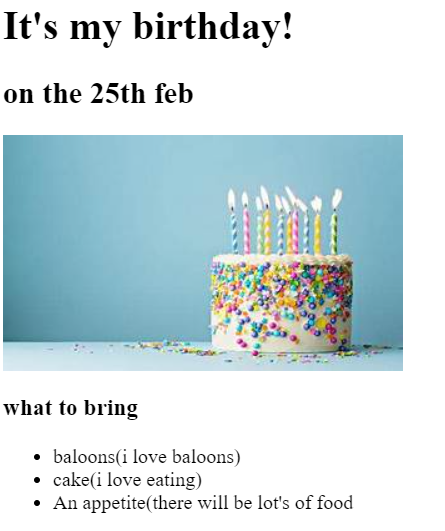 It's my birthday!
on the 25th feb
what to bring
baloons(i love baloons)
cake(i love eating)
An appetite(there will be lot's of food